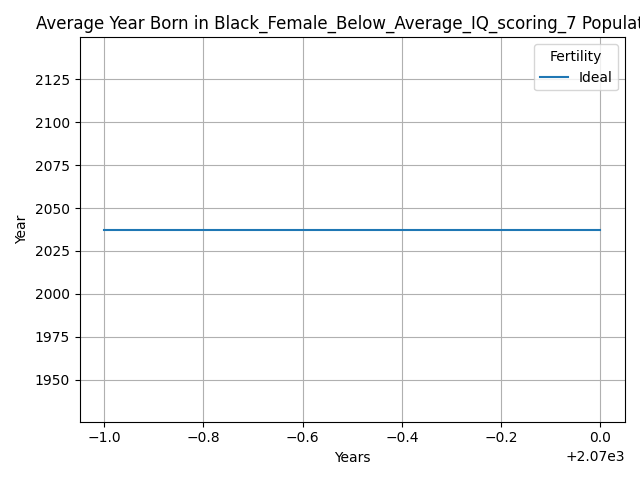 Average Year Born in Black_Female_Below_Average_IQ_scoring_7 Populat
Fertility
Ideal
2125
2100
2075
2050
2025
2000
1975
1950
Year
−1.0 −0.8 −0.6 −0.4 −0.2 0.0
Years
+2.07e3